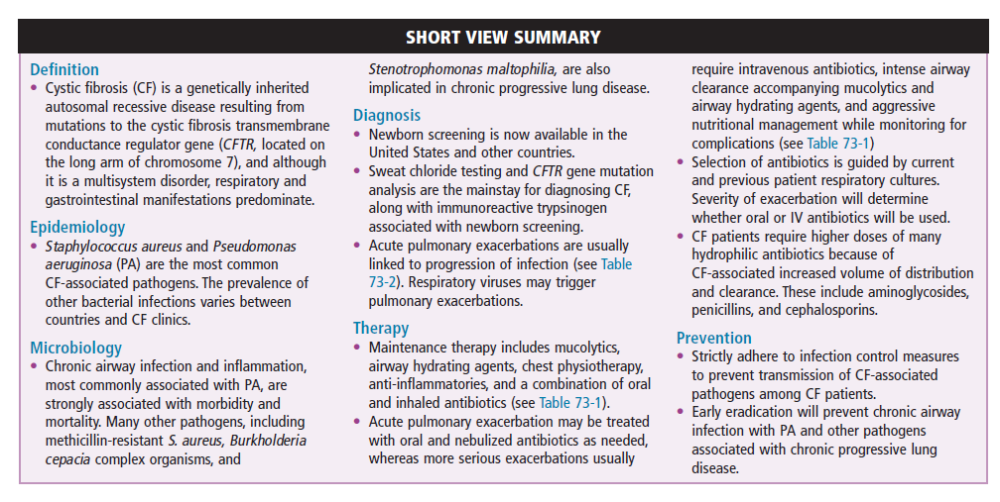 SHORT VIEW SUMMARY
Definition
• Cystic fibrosis (CF) is a genetically inherited
autosomal recessive disease resulting from
mutations to the cystic fibrosis transmembrane
conductance regulator gene (CFTR, located on
the long arm of chromosome 7), and although
it is a multisystem disorder, respiratory and
gastrointestinal manifestations predominate.
Epidemiology
• Staphylococcus aureus and Pseudomonas
aeruginosa (PA) are the most common
CF-associated pathogens. The prevalence of
other bacterial infections varies between
countries and CF clinics.
Microbiology
• Chronic airway infection and inflammation,
most commonly associated with PA, are
strongly associated with morbidity and
mortality. Many other pathogens, including
methicillin-resistant S. aureus, Burkholderia
cepacia complex organisms, and
Stenotrophomonas maltophilia, are also
implicated in chronic progressive lung disease.
Diagnosis
• Newborn screening is now available in the
United States and other countries.
• Sweat chloride testing and CFTR gene mutation
analysis are the mainstay for diagnosing CF,
along with immunoreactive trypsinogen
associated with newborn screening.
• Acute pulmonary exacerbations are usually
linked to progression of infection (see Table
73-2). Respiratory viruses may trigger
pulmonary exacerbations.
Therapy
• Maintenance therapy includes mucolytics,
airway hydrating agents, chest physiotherapy,
anti-inflammatories, and a combination of oral
and inhaled antibiotics (see Table 73-1).
• Acute pulmonary exacerbation may be treated
with oral and nebulized antibiotics as needed,
whereas more serious exacerbations usually
require intravenous antibiotics, intense airway
clearance accompanying mucolytics and
airway hydrating agents, and aggressive
nutritional management while monitoring for
complications (see Table 73-1)
• Selection of antibiotics is guided by current
and previous patient respiratory cultures.
Severity of exacerbation will determine
whether oral or IV antibiotics will be used.
• CF patients require higher doses of many
hydrophilic antibiotics because of
CF-associated increased volume of distribution
and clearance. These include aminoglycosides,
penicillins, and cephalosporins.
Prevention
• Strictly adhere to infection control measures
to prevent transmission of CF-associated
pathogens among CF patients.
• Early eradication will prevent chronic airway
infection with PA and other pathogens
associated with chronic progressive lung
disease.